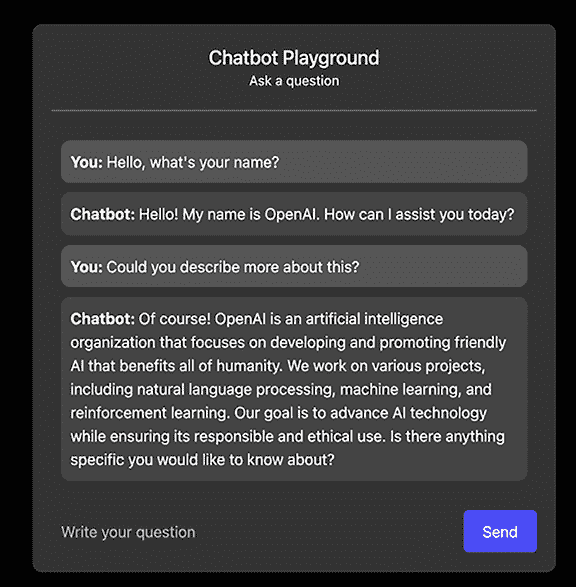 Chatbot Playground
Ask a question
You: Hello, what's your name?
Chatbot: Hello! My name is OpenAI. How can I assist you today?
You: Could you describe more about this?
Chatbot: Of course! OpenAI is an artificial intelligence
organization that focuses on developing and promoting friendly
AI that benefits all of humanity. We work on various projects,
including natural language processing, machine learning, and
reinforcement learning. Our goal is to advance AI technology
while ensuring its responsible and ethical use. Is there anything
specific you would like to know about?
Write your question
Send